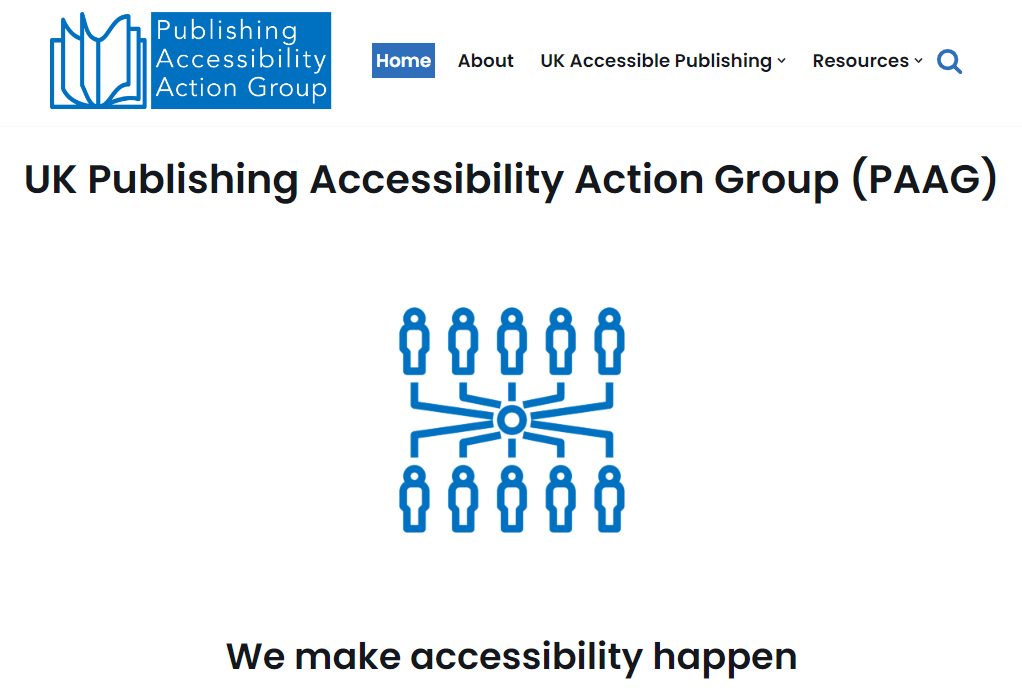 Publishing
Accessibility
Action Group
Home
About
UK Accessible Publishing
Resources
UK Publishing Accessibility Action Group (PAAG)
We make accessibility happen